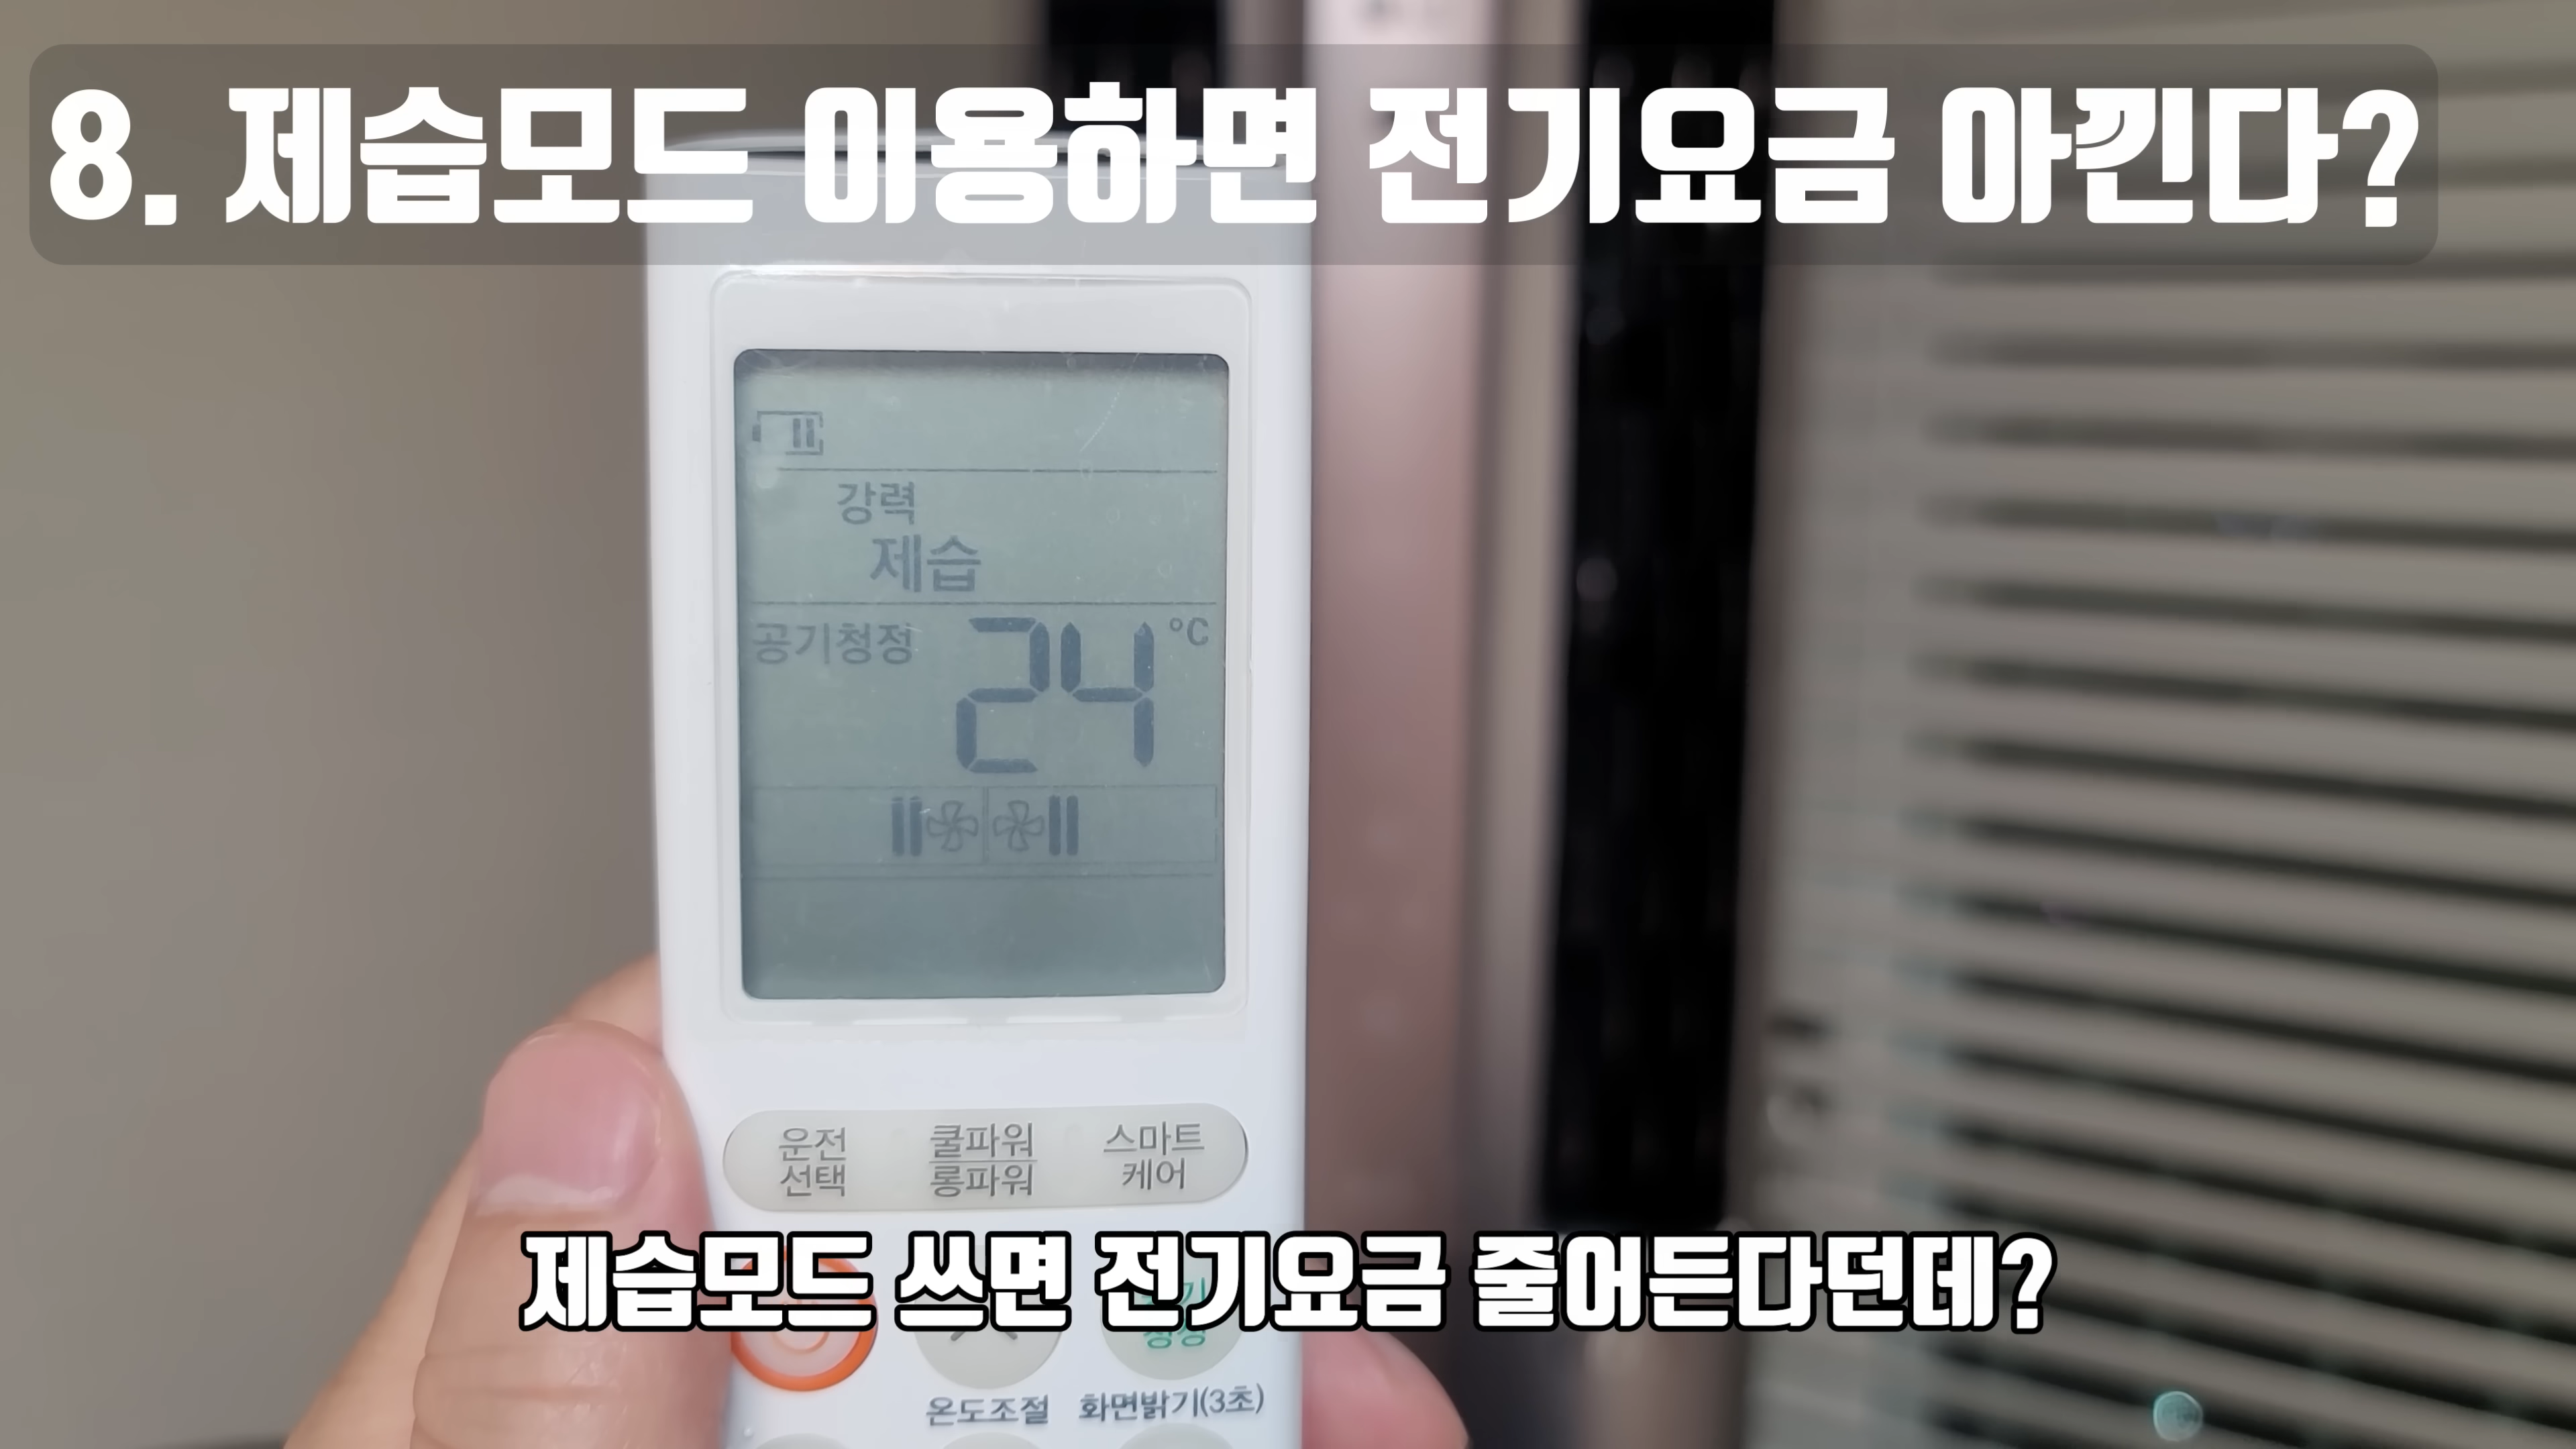 8. 제습모드 이용하면 전기요금 아낀다?
강력
제습
공기청정 24 °C
운전 선택
쿨파워 롱파워
스마트 케어
제습모드 쓰면 전기요금 줄어든다던데?
온도조절 화면밝기(3초)